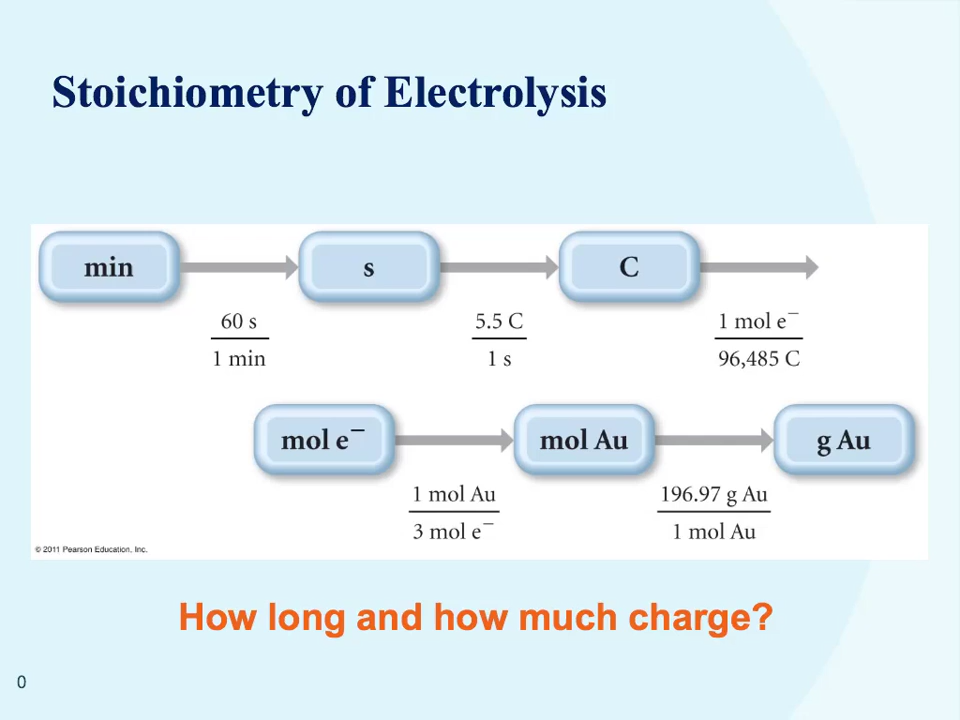 Stoichiometry of Electrolysis
min
s
C
60 s
1 min
5.5 C
1 s
1 mol e⁻
96,485 C
mol e⁻
mol Au
g Au
1 mol Au
3 mol e⁻
196.97 g Au
1 mol Au
© 2011 Pearson Education, Inc.
How long and how much charge?
0